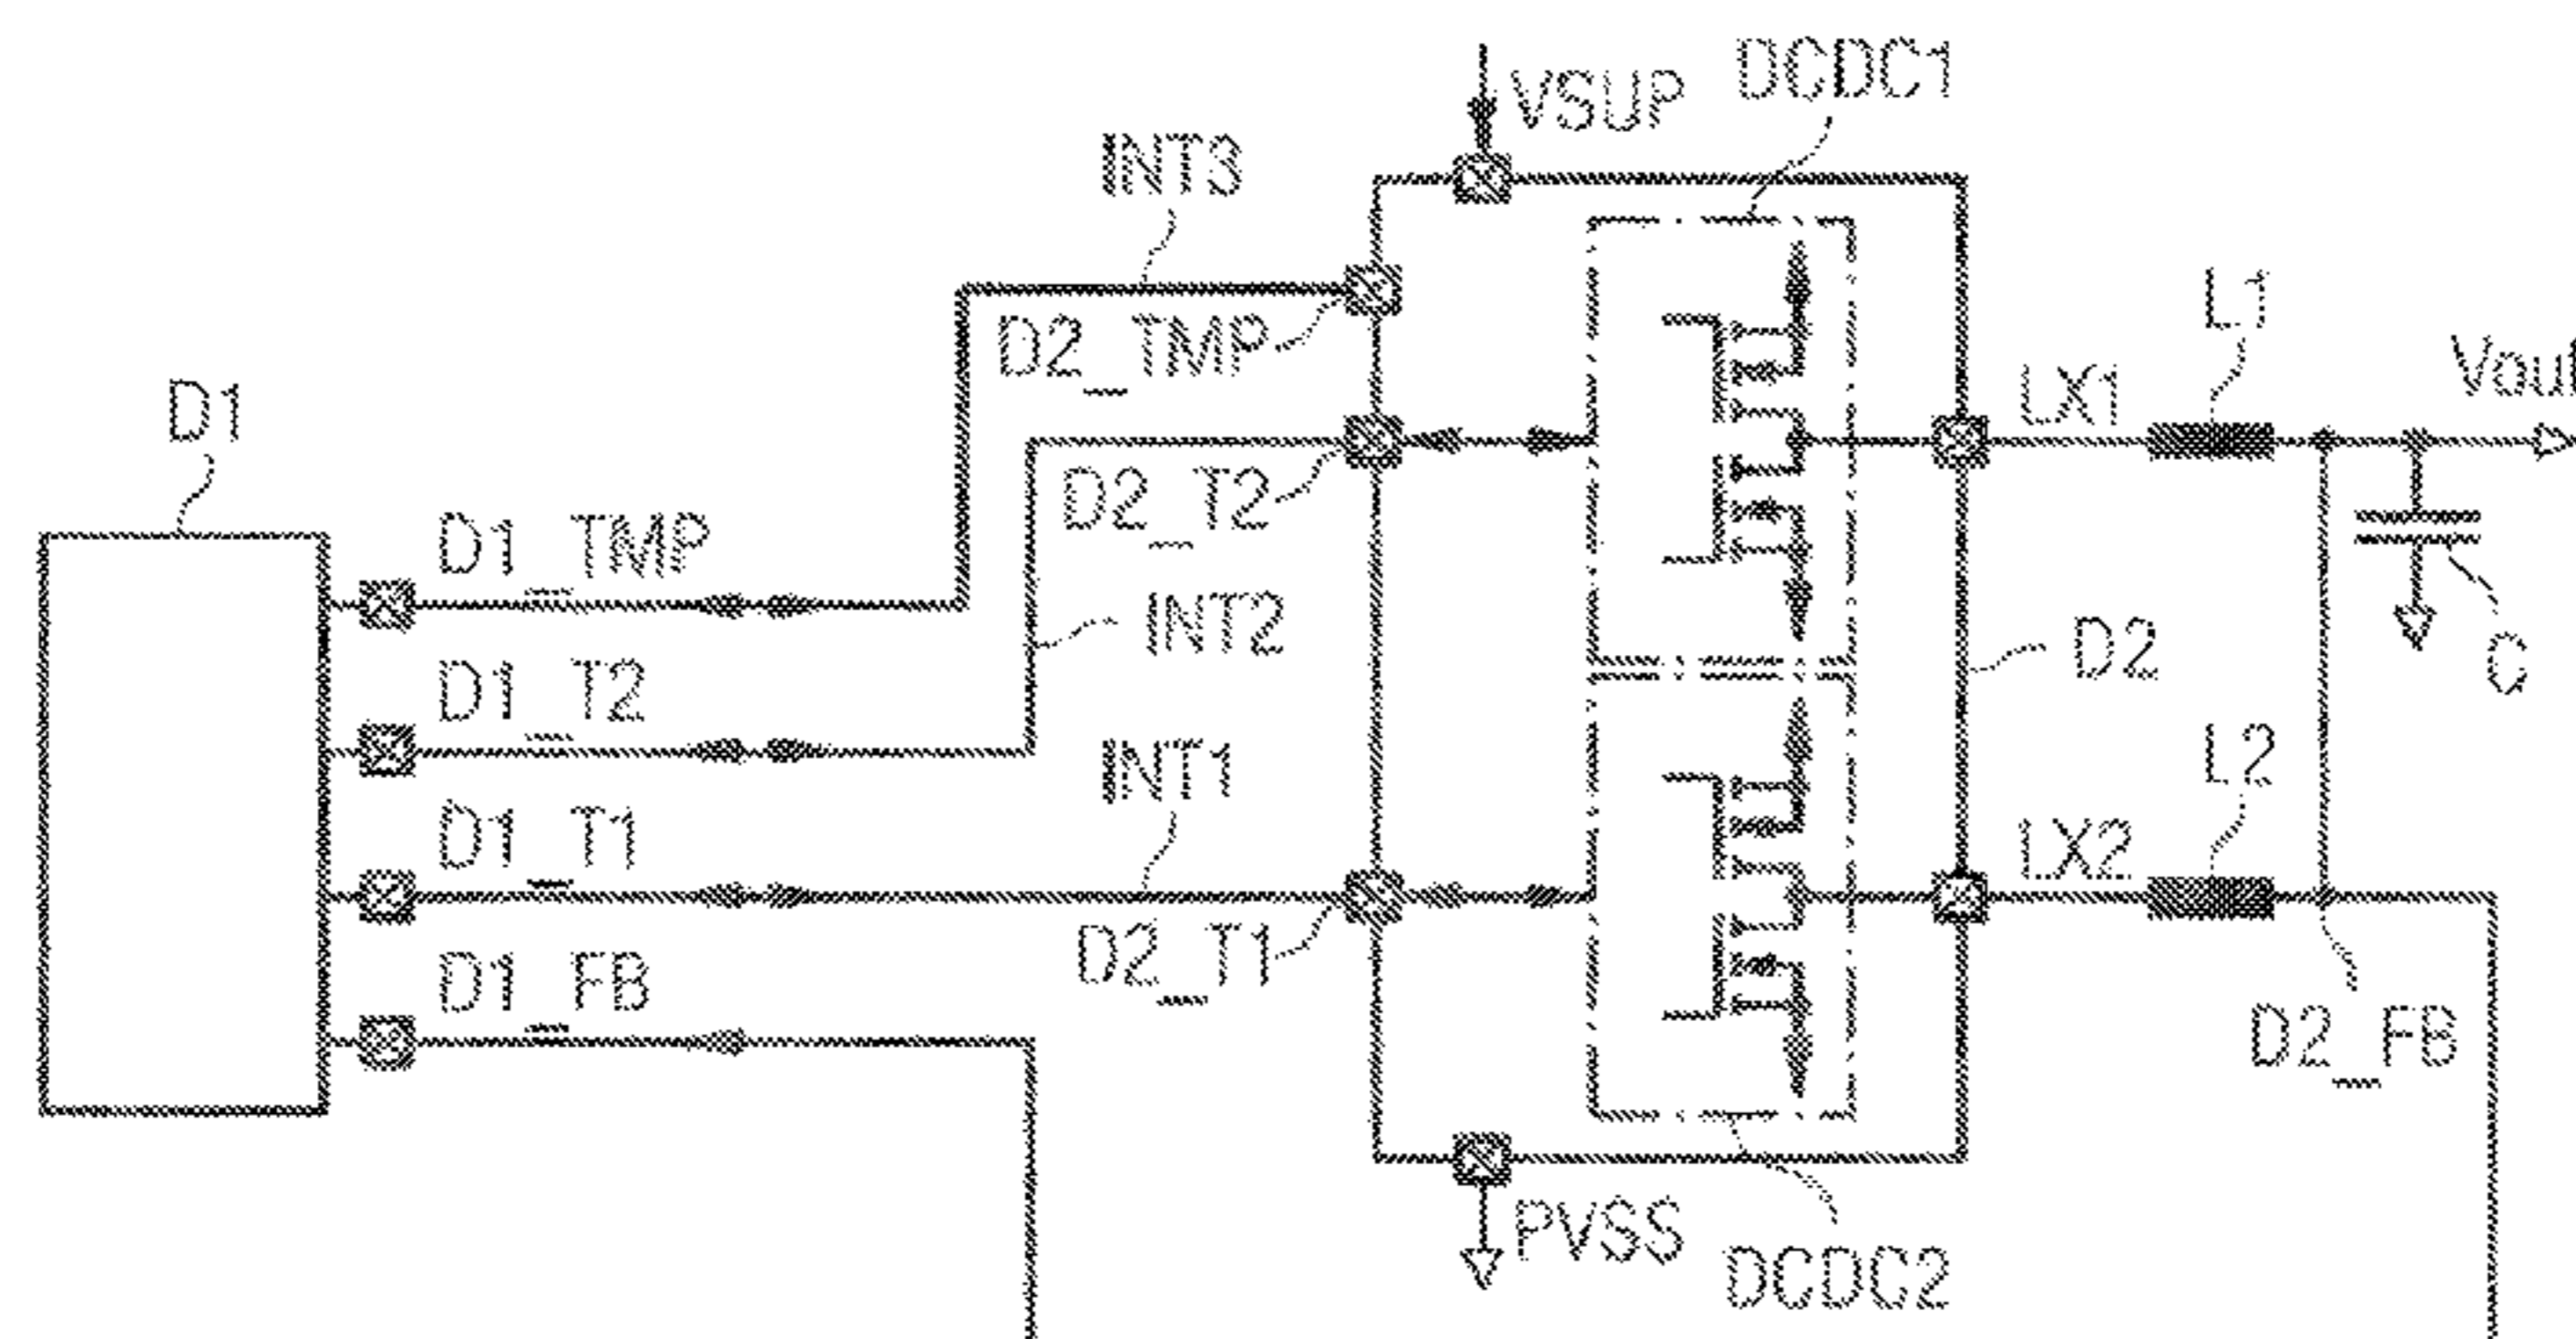 DCDC1
VSUP
INT3
L1
D2_TMP
Vout
LX1
D1
D2_T2
D1_TMP
INT2
D2
C
D1_T2
INT1
L2
D1_T1
LX2
D2_T1
D1_FB
D2_FB
PVSS
DCDC2